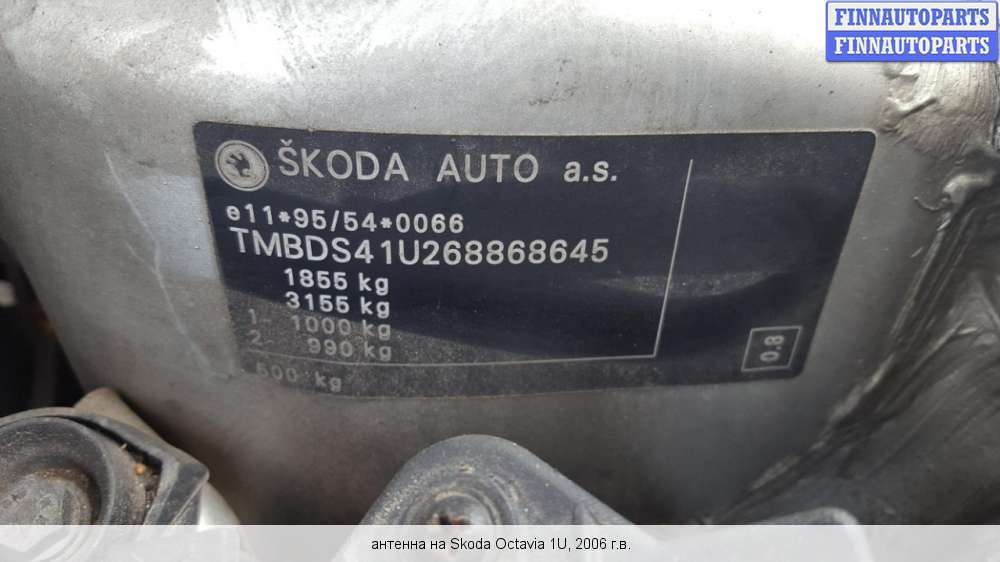 FINNAUTOPARTS
FINNAUTOPARTS
ŠKODA AUTO a.s.
e11*95/54*0066
TMBDS41U268868645
1855 kg
3155 kg
1 1000 kg
2 990 kg
500 kg
0.8
антенна на Skoda Octavia 1U, 2006 г.в.